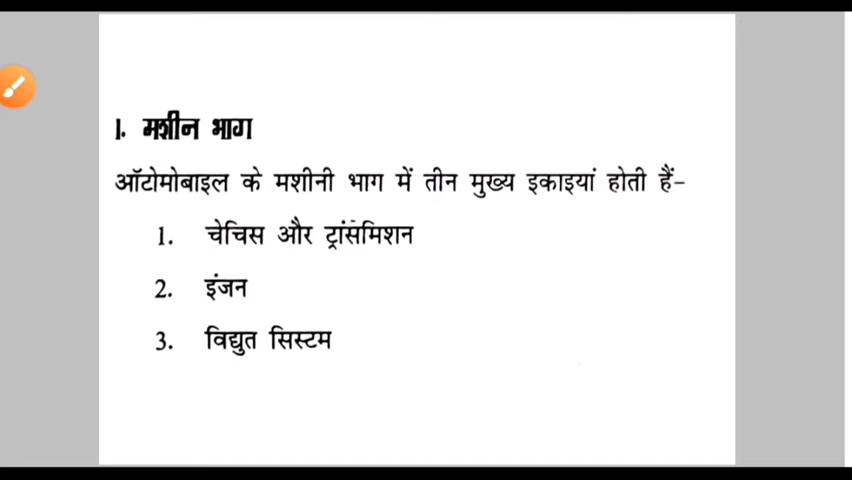 I. मशीन भाग
ऑटोमोबाइल के मशीनी भाग में तीन मुख्य इकाइयां होती हैं-
1. चेचिस और ट्रांसमिशन
2. इंजन
3. विद्युत सिस्टम